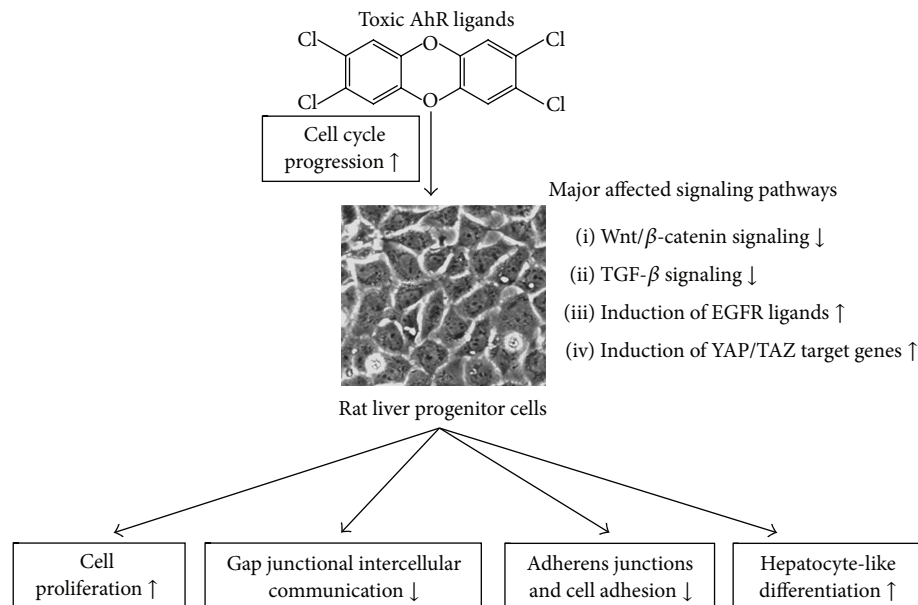 Toxic AhR ligands
Cl
O
Cl
Cl
O
Cl
Cell cycle
progression ↑
Major affected signaling pathways
(i) Wnt/β-catenin signaling ↓
(ii) TGF-β signaling ↓
(iii) Induction of EGFR ligands ↑
(iv) Induction of YAP/TAZ target genes ↑
Rat liver progenitor cells
Cell
proliferation ↑
Gap junctional intercellular
communication ↓
Adherens junctions
and cell adhesion ↓
Hepatocyte-like
differentiation ↑